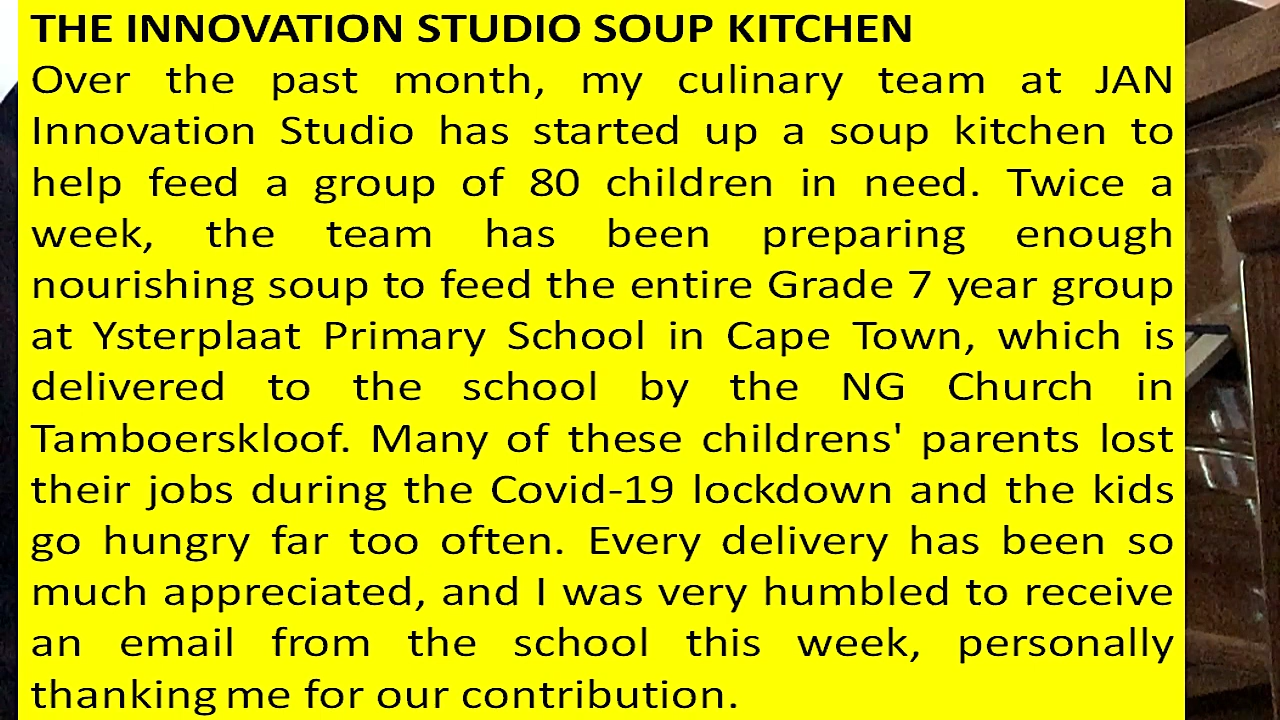 THE INNOVATION STUDIO SOUP KITCHEN
Over the past month, my culinary team at JAN
Innovation Studio has started up a soup kitchen to
help feed a group of 80 children in need. Twice a
week, the team has been preparing enough
nourishing soup to feed the entire Grade 7 year group
at Ysterplaat Primary School in Cape Town, which is
delivered to the school by the NG Church in
Tamboerskloof. Many of these childrens' parents lost
their jobs during the Covid-19 lockdown and the kids
go hungry far too often. Every delivery has been so
much appreciated, and I was very humbled to receive
an email from the school this week, personally
thanking me for our contribution.